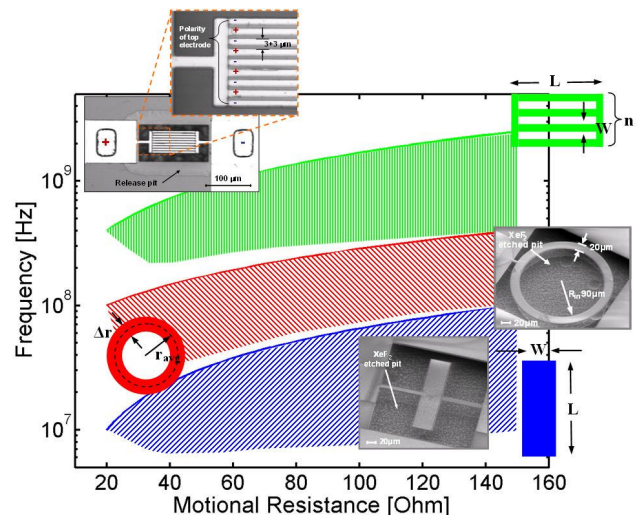 Polarity
of top
electrode
-
+
-
+
-
+
-
+
-
3+3 μm
+
-
Release pit
100 μm
L
W
n
10⁹
10⁸
10⁷
Frequency [Hz]
XeF₂
etched pit
20μm
Rₘ90μm
20μm
Δr
r_avg
XeF₂
etched pit
20μm
W
L
20
40
60
80
100
120
140
160
Motional Resistance [Ohm]